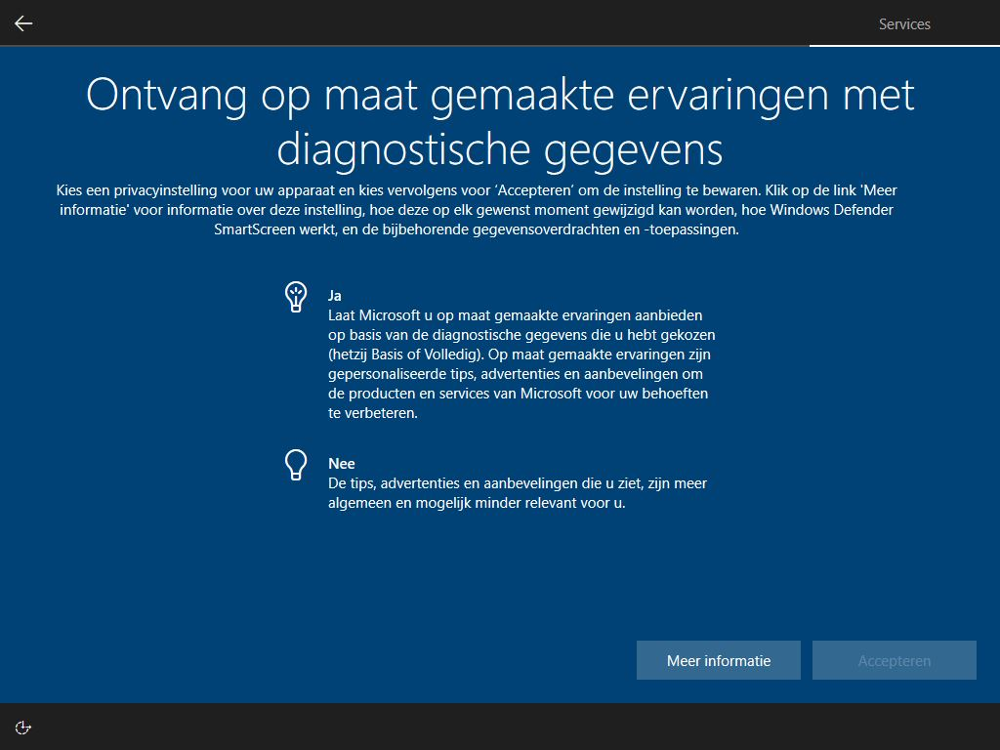 Services
Ontvang op maat gemaakte ervaringen met
diagnostische gegevens
Kies een privacyinstelling voor uw apparaat en kies vervolgens voor ‘Accepteren’ om de instelling te bewaren. Klik op de link 'Meer
informatie' voor informatie over deze instelling, hoe deze op elk gewenst moment gewijzigd kan worden, hoe Windows Defender
SmartScreen werkt, en de bijbehorende gegevensoverdrachten en -toepassingen.
Ja
Laat Microsoft u op maat gemaakte ervaringen aanbieden
op basis van de diagnostische gegevens die u hebt gekozen
(hetzij Basis of Volledig). Op maat gemaakte ervaringen zijn
gepersonaliseerde tips, advertenties en aanbevelingen om
de producten en services van Microsoft voor uw behoeften
te verbeteren.
Nee
De tips, advertenties en aanbevelingen die u ziet, zijn meer
algemeen en mogelijk minder relevant voor u.
Meer informatie
Accepteren